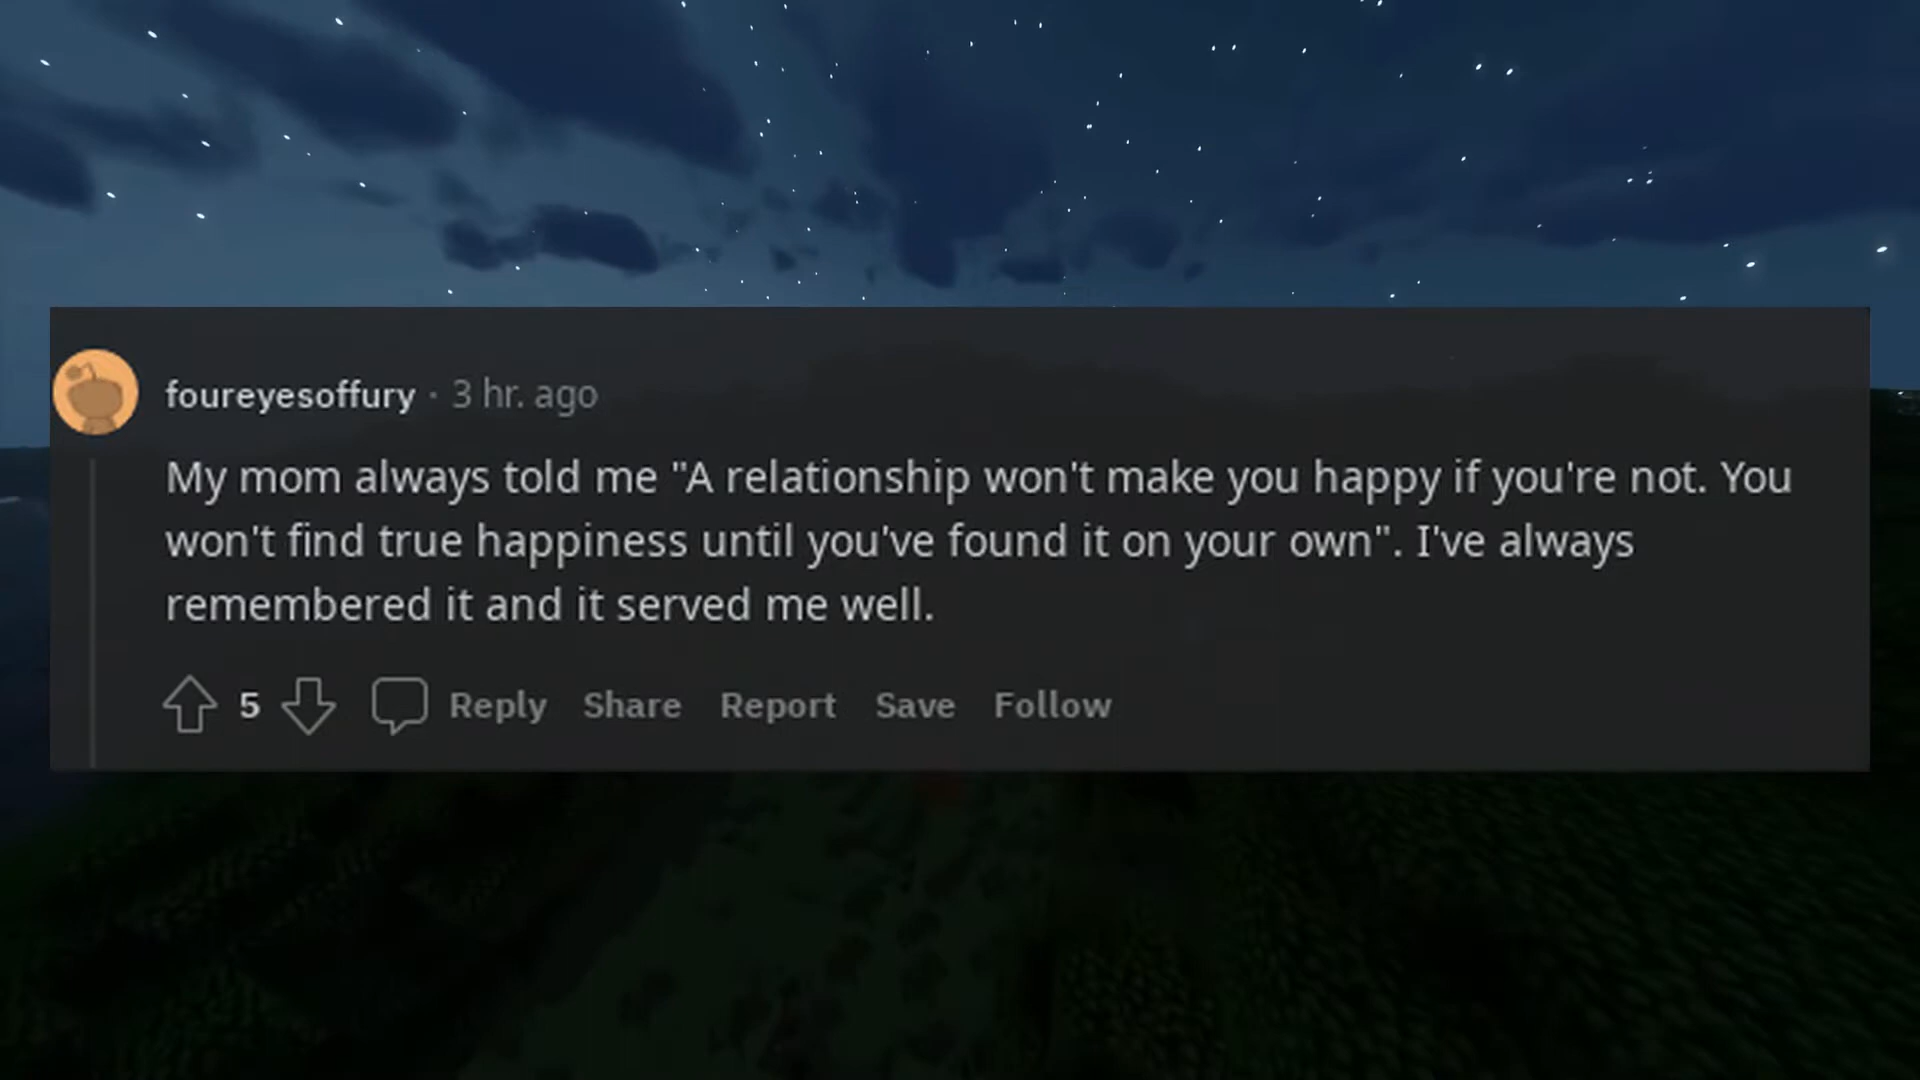 foureyesoffury · 3 hr. ago
My mom always told me "A relationship won't make you happy if you're not. You
won't find true happiness until you've found it on your own". I've always
remembered it and it served me well.
5 Reply Share Report Save Follow